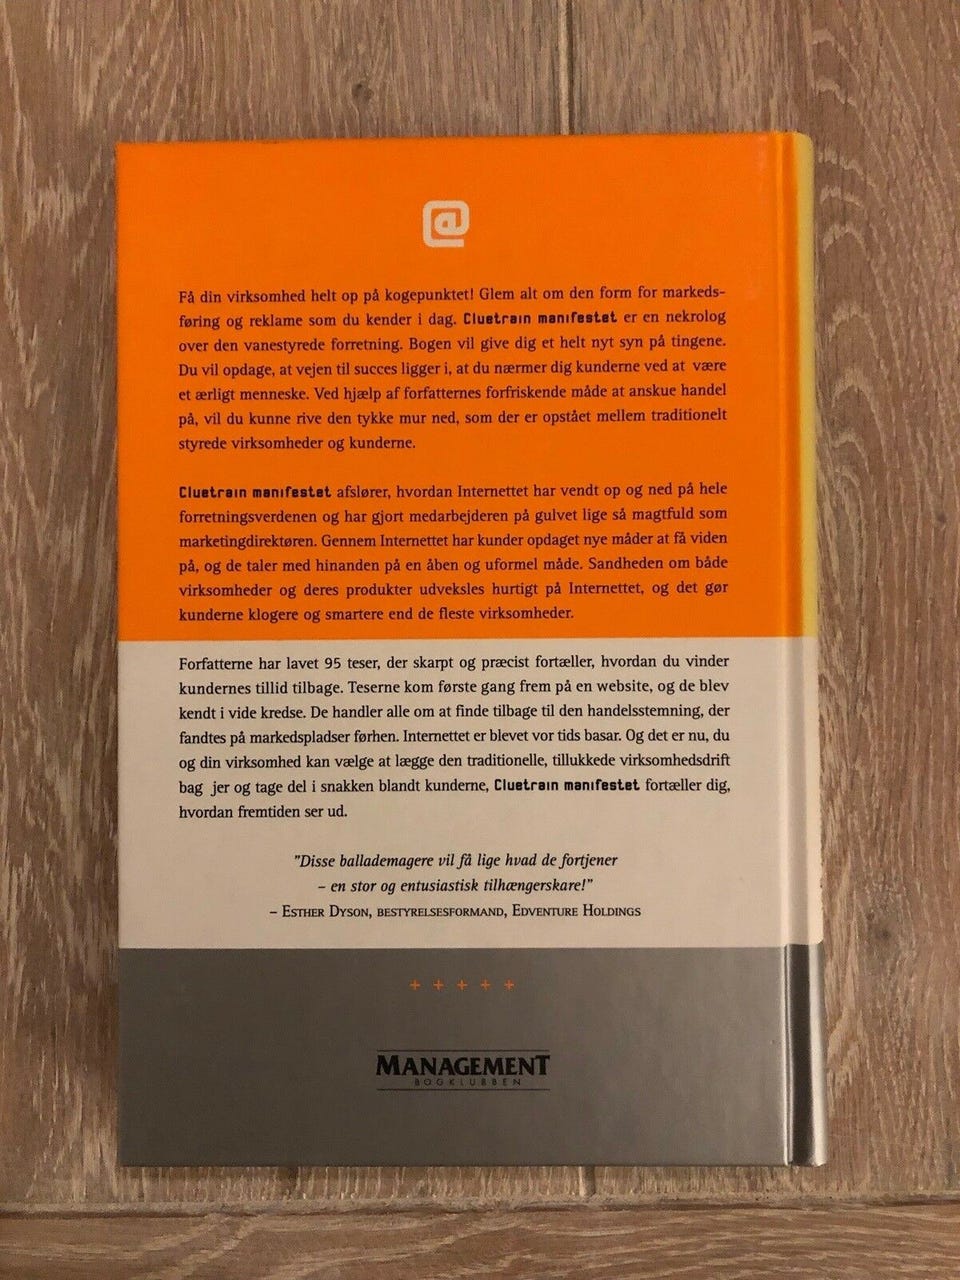 @
Få din virksomhed helt op på kogepunktet! Glem alt om den form for markeds-
føring og reklame som du kender i dag. Cluetrain manifestet er en nekrolog
over den vanestyrede forretning. Bogen vil give dig et helt nyt syn på tingene.
Du vil opdage, at vejen til succes ligger i, at du nærmer dig kunderne ved at være
et ærligt menneske. Ved hjælp af forfatternes forfriskende måde at anskue handel
på, vil du kunne rive den tykke mur ned, som der er opstået mellem traditionelt
styrede virksomheder og kunderne.
Cluetrain manifestet afslører, hvordan Internettet har vendt op og ned på hele
forretningsverdenen og har gjort medarbejderen på gulvet lige så magtfuld som
marketingdirektøren. Gennem Internettet har kunder opdaget nye måder at få viden
på, og de taler med hinanden på en åben og uformel måde. Sandheden om både
virksomheder og deres produkter udveksles hurtigt på Internettet, og det gør
kunderne klogere og smartere end de fleste virksomheder.
Forfatterne har lavet 95 teser, der skarpt og præcist fortæller, hvordan du vinder
kundernes tillid tilbage. Teserne kom første gang frem på en website, og de blev
kendt i vide kredse. De handler alle om at finde tilbage til den handelsstemning, der
fandtes på markedspladser førhen. Internettet er blevet vor tids basar. Og det er nu, du
og din virksomhed kan vælge at lægge den traditionelle, tillukkede virksomhedsdrift
bag jer og tage del i snakken blandt kunderne, Cluetrain manifestet fortæller dig,
hvordan fremtiden ser ud.
"Disse ballademagere vil få lige hvad de fortjener
– en stor og entusiastisk tilhængerskare!"
– Esther Dyson, bestyrelsesformand, Edventure Holdings
+ + + + +
MANAGEMENT
BOGKLUBBEN